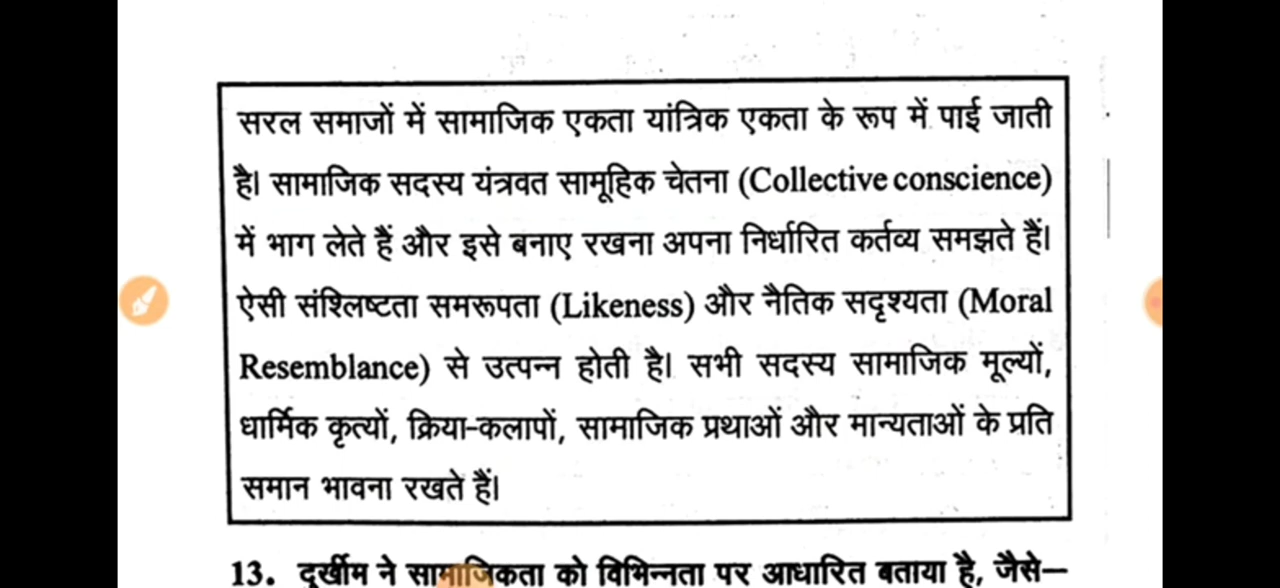 सरल समाजों में सामाजिक एकता यांत्रिक एकता के रूप में पाई जाती
है। सामाजिक सदस्य यंत्रवत सामूहिक चेतना (Collective conscience)
में भाग लेते हैं और इसे बनाए रखना अपना निर्धारित कर्तव्य समझते हैं।
ऐसी संश्लिष्टता समरूपता (Likeness) और नैतिक सदृश्यता (Moral
Resemblance) से उत्पन्न होती है। सभी सदस्य सामाजिक मूल्यों,
धार्मिक कृत्यों, क्रिया-कलापों, सामाजिक प्रथाओं और मान्यताओं के प्रति
समान भावना रखते हैं।
13. दुर्खीम ने सामाजिकता को विभिन्नता पर आधारित बताया है, जैसे—